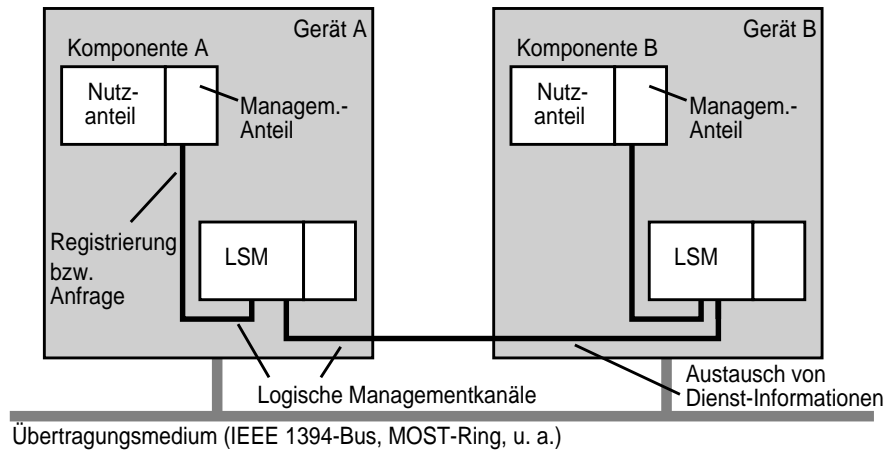 Gerät A
Komponente A
Nutz-
anteil
Managem.-
Anteil
Registrierung
bzw.
Anfrage
LSM
Gerät B
Komponente B
Nutz-
anteil
Managem.-
Anteil
LSM
Logische Managementkanäle
Austausch von
Dienst-Informationen
Übertragungsmedium (IEEE 1394-Bus, MOST-Ring, u. a.)